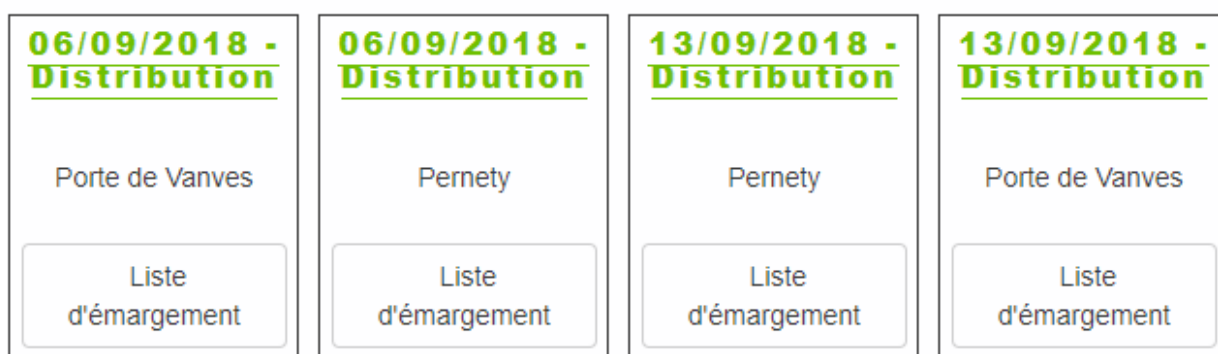 06/09/2018 -
Distribution
Porte de Vanves
Liste
d'émargement
06/09/2018 -
Distribution
Pernety
Liste
d'émargement
13/09/2018 -
Distribution
Pernety
Liste
d'émargement
13/09/2018 -
Distribution
Porte de Vanves
Liste
d'émargement